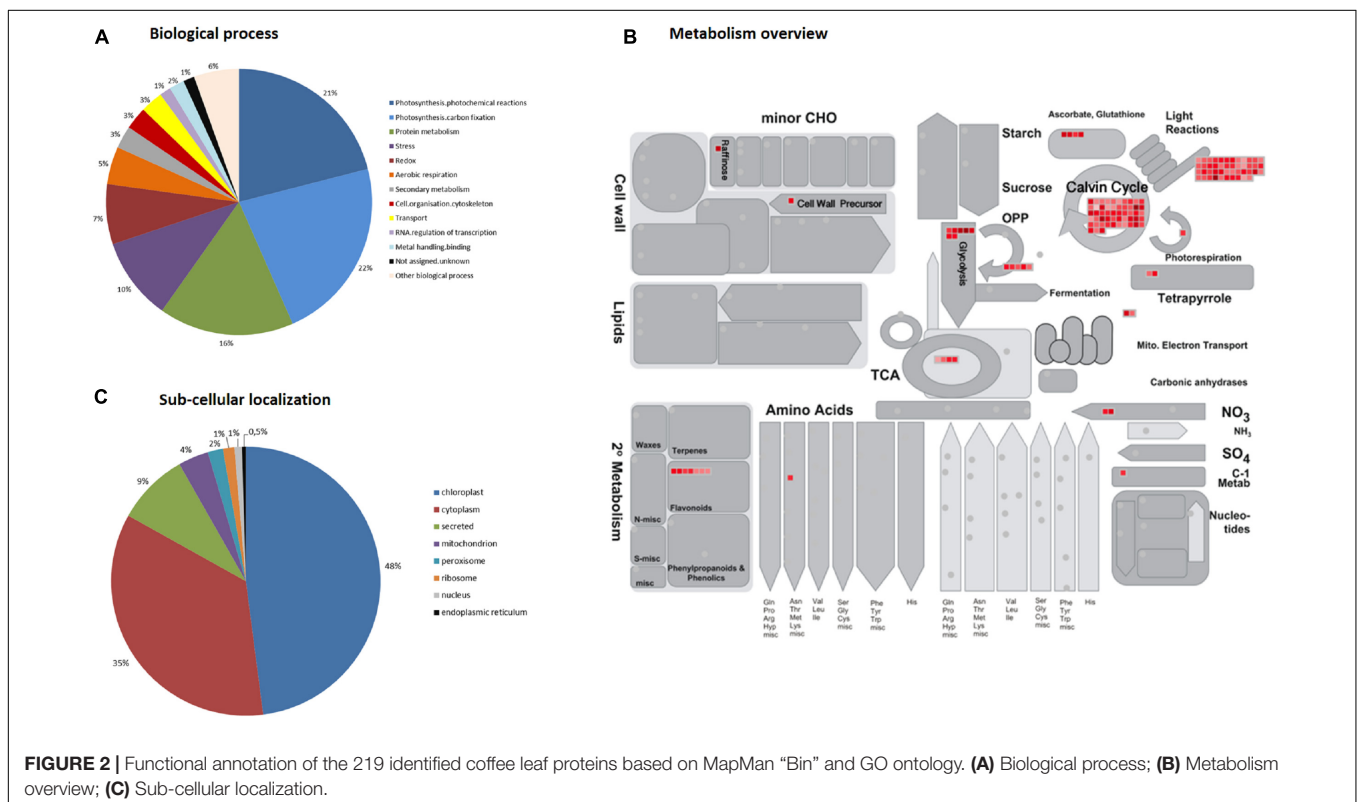 A Biological process
21%
22%
16%
10%
7%
5%
3%
3%
3%
1%
2%
1%
6%
Photosynthesis.photochemical reactions
Photosynthesis.carbon fixation
Protein metabolism
Stress
Redox
Aerobic respiration
Secondary metabolism
Cell.organisation.cytoskeleton
Transport
RNA.regulation of transcription
Metal handling.binding
Not assigned.unknown
Other biological process
B Metabolism overview
minor CHO
Raffinose
Cell wall
Cell Wall Precursor
Lipids
Starch
Sucrose
OPP
Glycolysis
Fermentation
TCA
Ascorbate, Glutathione
Light
Reactions
Calvin Cycle
Photorespiration
Tetrapyrrole
Mito. Electron Transport
Carbonic anhydrases
NO3
NH3
SO4
C-1
Metab
Nucleo-
tides
2º Metabolism
Waxes
Terpenes
Flavonoids
N-misc
S-misc
misc
Phenylpropanoids &
Phenolics
Amino Acids
Gln
Pro
Arg
Hyp
misc
Asn
Thr
Met
Lys
misc
Val
Leu
Ile
Ser
Gly
Cys
misc
Phe
Tyr
Trp
misc
His
Gln
Pro
Arg
Hyp
misc
Asn
Thr
Met
Lys
misc
Val
Leu
Ile
Ser
Gly
Cys
misc
Phe
Tyr
Trp
misc
His
C Sub-cellular localization
48%
35%
9%
4%
2%
1%
1%
0,5%
chloroplast
cytoplasm
secreted
mitochondrion
peroxisome
ribosome
nucleus
endoplasmic reticulum
FIGURE 2 | Functional annotation of the 219 identified coffee leaf proteins based on MapMan “Bin” and GO ontology. (A) Biological process; (B) Metabolism
overview; (C) Sub-cellular localization.